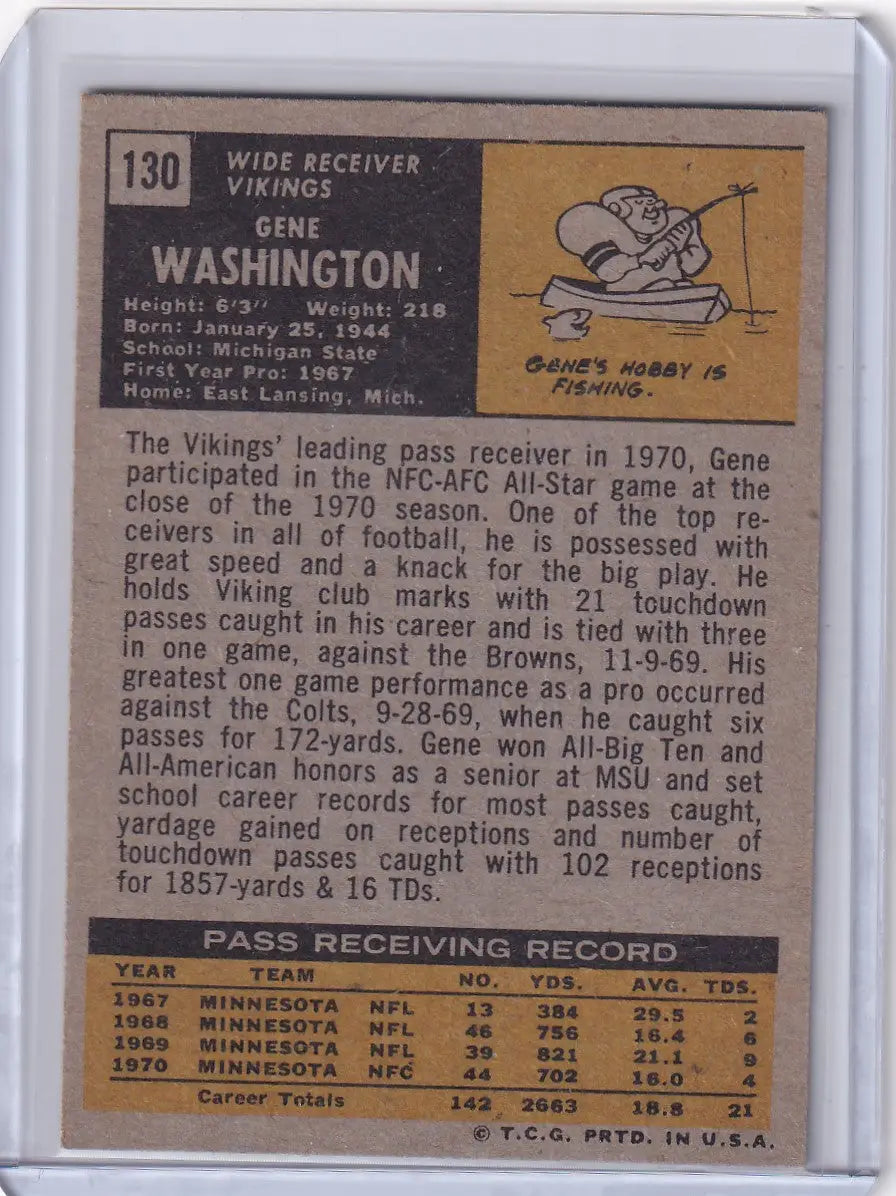 130
WIDE RECEIVER
VIKINGS
GENE
WASHINGTON
Height: 6'3" Weight: 218
Born: January 25, 1944
School: Michigan State
First Year Pro: 1967
Home: East Lansing, Mich.
GENE'S HOBBY IS
FISHING.
The Vikings' leading pass receiver in 1970, Gene
participated in the NFC-AFC All-Star game at the
close of the 1970 season. One of the top re-
ceivers in all of football, he is possessed with
great speed and a knack for the big play. He
holds Viking club marks with 21 touchdown
passes caught in his career and is tied with three
in one game, against the Browns, 11-9-69. His
greatest one game performance as a pro occurred
against the Colts, 9-28-69, when he caught six
passes for 172-yards. Gene won All-Big Ten and
All-American honors as a senior at MSU and set
school career records for most passes caught,
yardage gained on receptions and number of
touchdown passes caught with 102 receptions
for 1857-yards & 16 TDs.
PASS RECEIVING RECORD
YEAR TEAM NO. YDS. AVG. TDS.
1967 MINNESOTA NFL 13 384 29.5 2
1968 MINNESOTA NFL 46 756 16.4 6
1969 MINNESOTA NFL 39 821 21.1 9
1970 MINNESOTA NFC 44 702 16.0 4
Career Totals 142 2663 18.8 21
© T.C.G. PRTD. IN U.S.A.